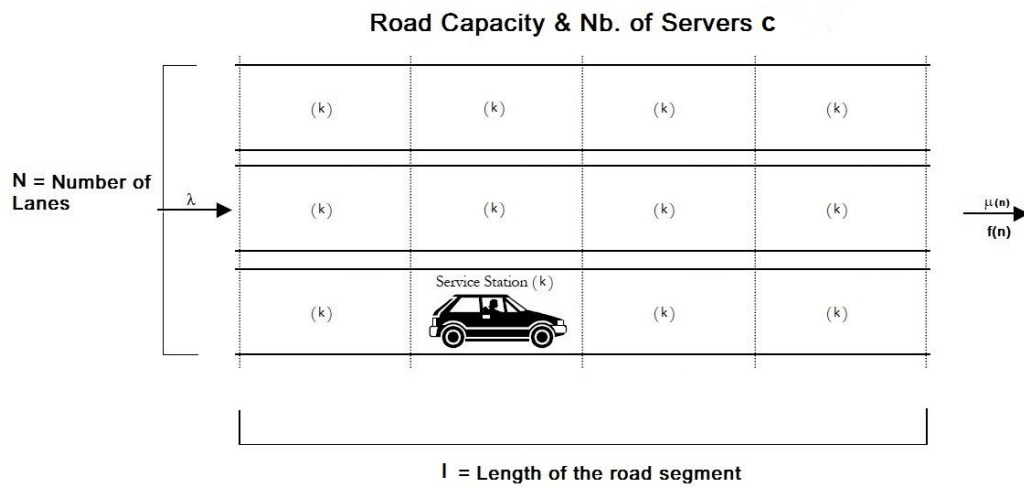 Road Capacity & Nb. of Servers c
(k) (k) (k) (k)
N = Number of
Lanes
λ
(k) (k) (k) (k)
μ(n)
f(n)
Service Station (k)
(k) (k) (k)
l = Length of the road segment